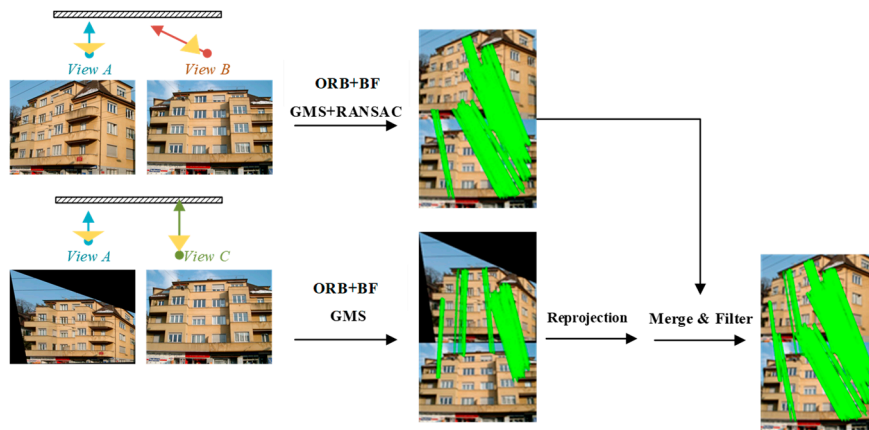 View A
View B
ORB+BF
GMS+RANSAC
View A
View C
ORB+BF
GMS
Reprojection
Merge & Filter